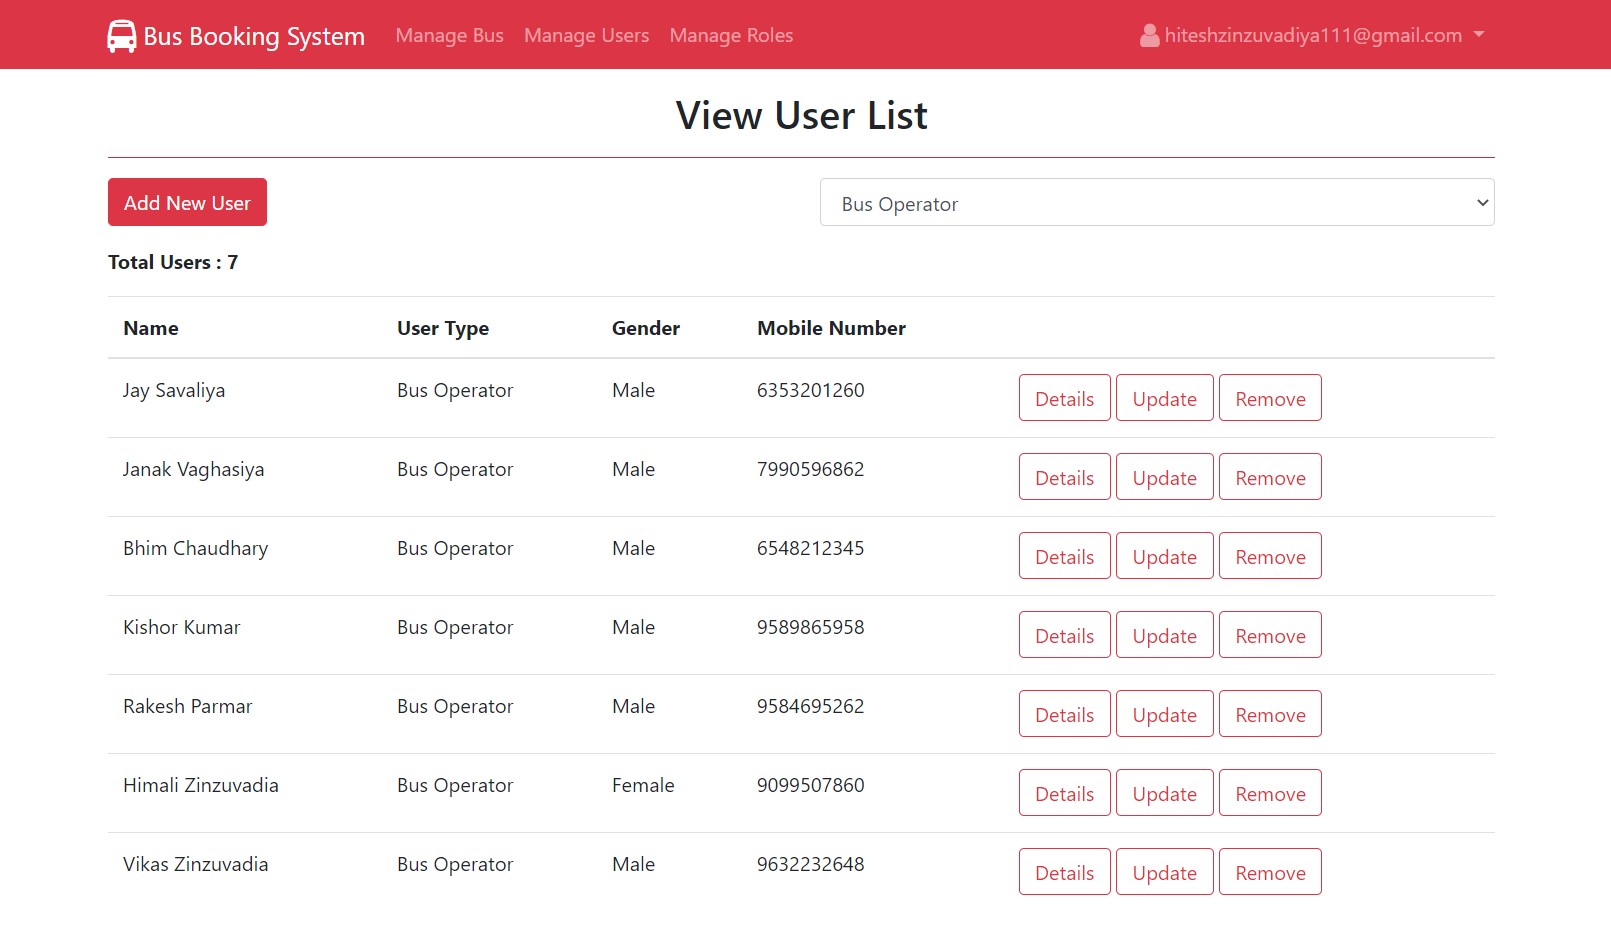 Bus Booking System Manage Bus Manage Users Manage Roles hiteshzinzuvadiya111@gmail.com
View User List
Add New User Bus Operator
Total Users : 7
Name User Type Gender Mobile Number
Jay Savaliya Bus Operator Male 6353201260 Details Update Remove
Janak Vaghasiya Bus Operator Male 7990596862 Details Update Remove
Bhim Chaudhary Bus Operator Male 6548212345 Details Update Remove
Kishor Kumar Bus Operator Male 9589865958 Details Update Remove
Rakesh Parmar Bus Operator Male 9584695262 Details Update Remove
Himali Zinzuvadia Bus Operator Female 9099507860 Details Update Remove
Vikas Zinzuvadia Bus Operator Male 9632232648 Details Update Remove